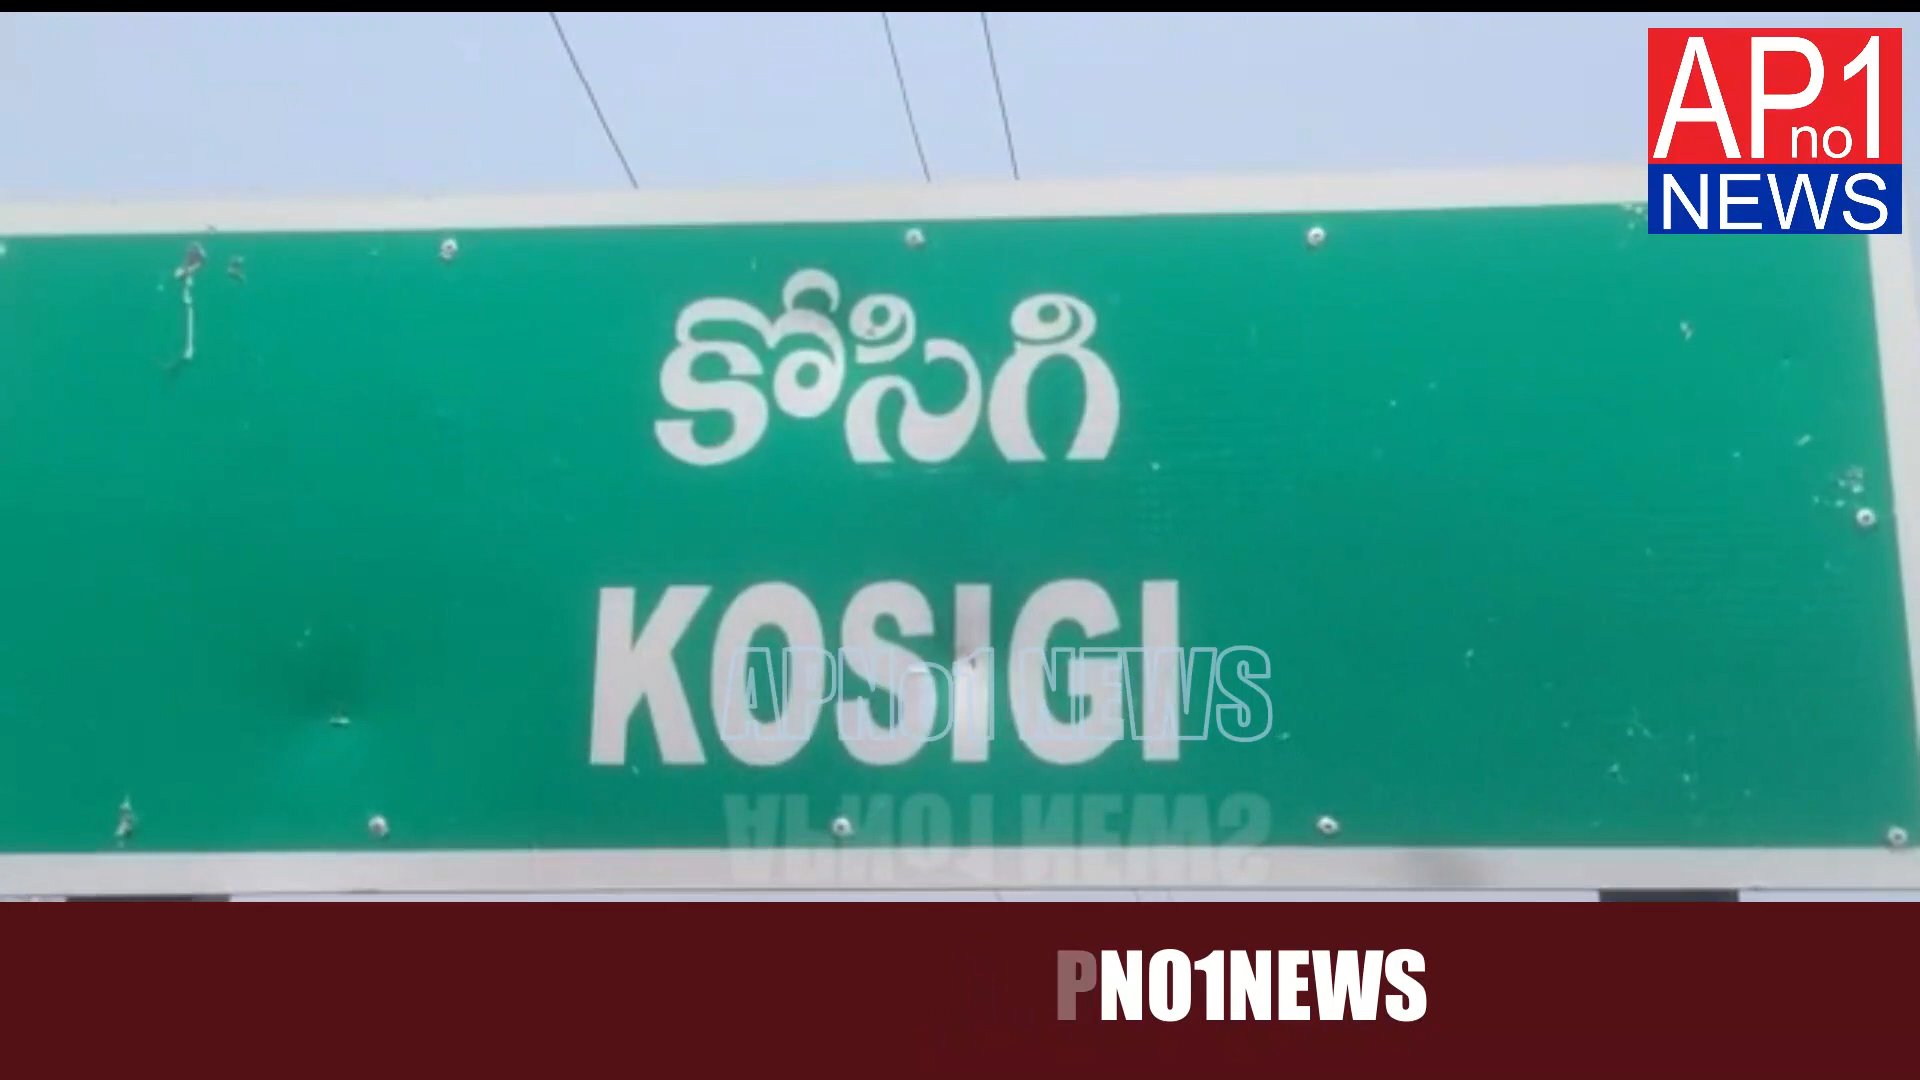 AP no 1
NEWS
కోసిగి
KOSIGI
APNo1 NEWS
PNO1NEWS